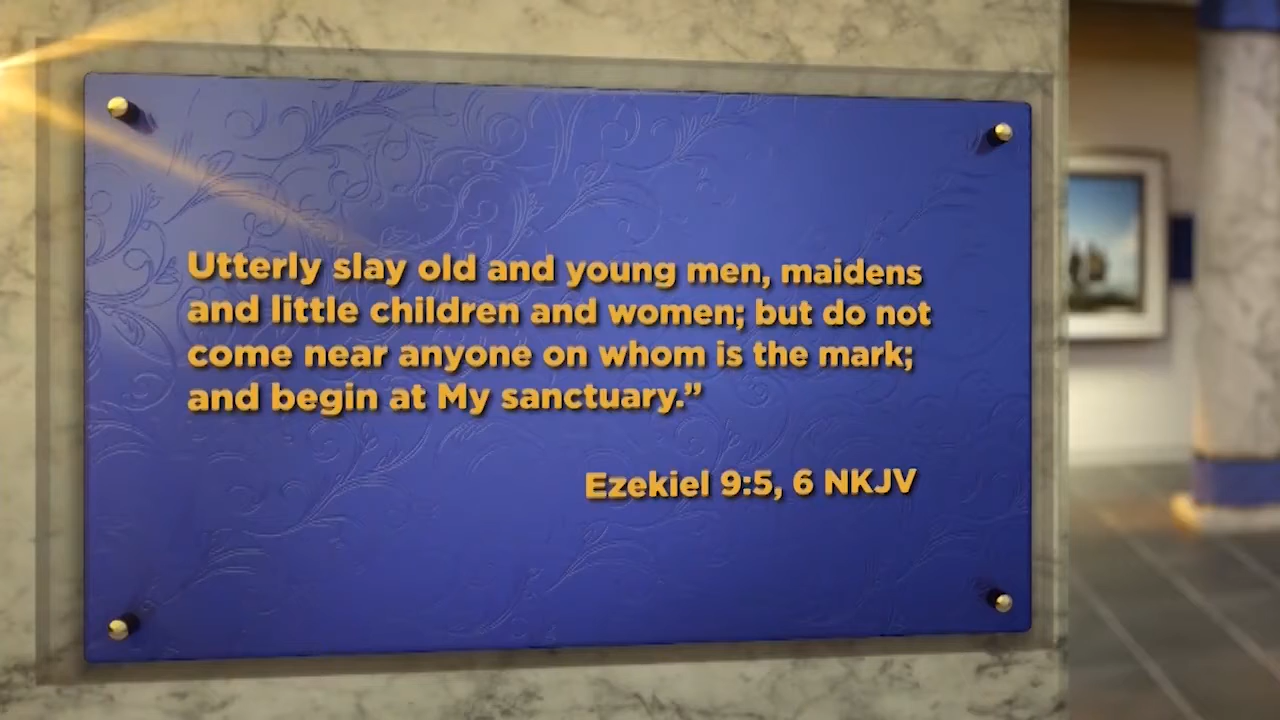 Utterly slay old and young men, maidens
and little children and women; but do not
come near anyone on whom is the mark;
and begin at My sanctuary.”
Ezekiel 9:5, 6 NKJV